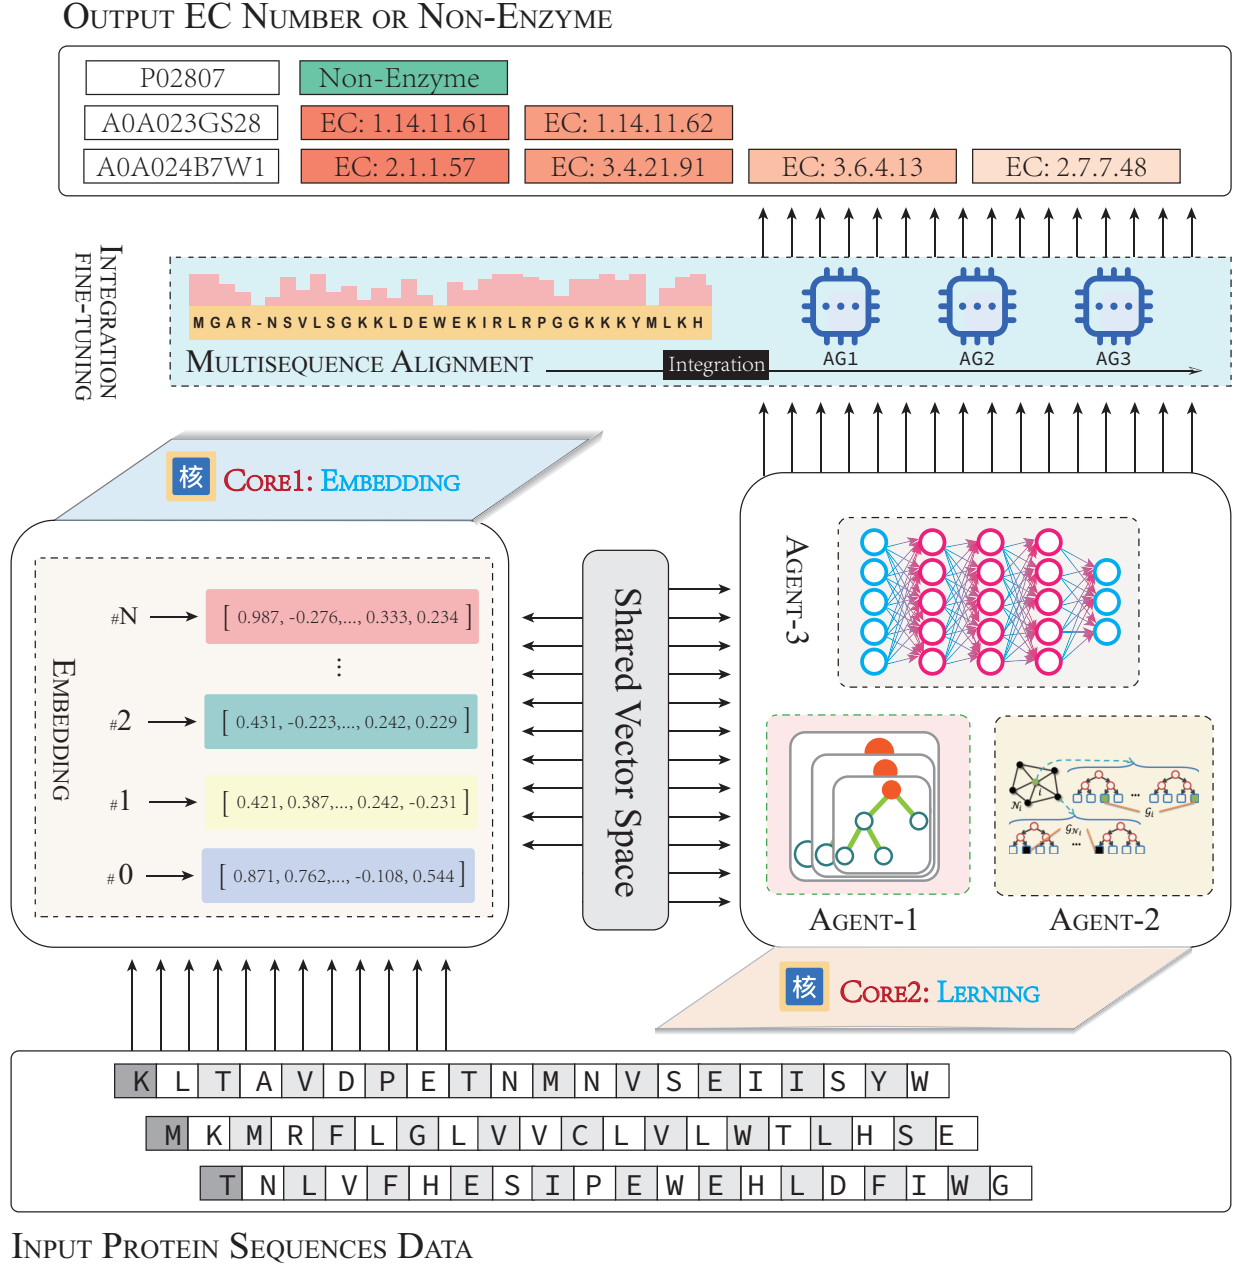 OUTPUT EC NUMBER OR NON-ENZYME
P02807 Non-Enzyme
A0A023GS28 EC: 1.14.11.61 EC: 1.14.11.62
A0A024B7W1 EC: 2.1.1.57 EC: 3.4.21.91 EC: 3.6.4.13 EC: 2.7.7.48
INTEGRATION
FINE-TUNING
MGAR-NSVLSGKKLDEWEKIRLRPGGKKKYMLKH
MULTISEQUENCE ALIGNMENT
Integration
AG1 AG2 AG3
核 CORE1: EMBEDDING
EMBEDDING
#N [ 0.987, -0.276,..., 0.333, 0.234 ]
...
#2 [ 0.431, -0.223,..., 0.242, 0.229 ]
#1 [ 0.421, 0.387,..., 0.242, -0.231 ]
#0 [ 0.871, 0.762,..., -0.108, 0.544 ]
Shared Vector Space
AGENT-3
AGENT-1
𝒩i i ... 𝒢i
𝒢𝒩i ...
AGENT-2
核 CORE2: LERNING
K L T A V D P E T N M N V S E I I S Y W
M K M R F L G L V V C L V L W T L H S E
T N L V F H E S I P E W E H L D F I W G
INPUT PROTEIN SEQUENCES DATA